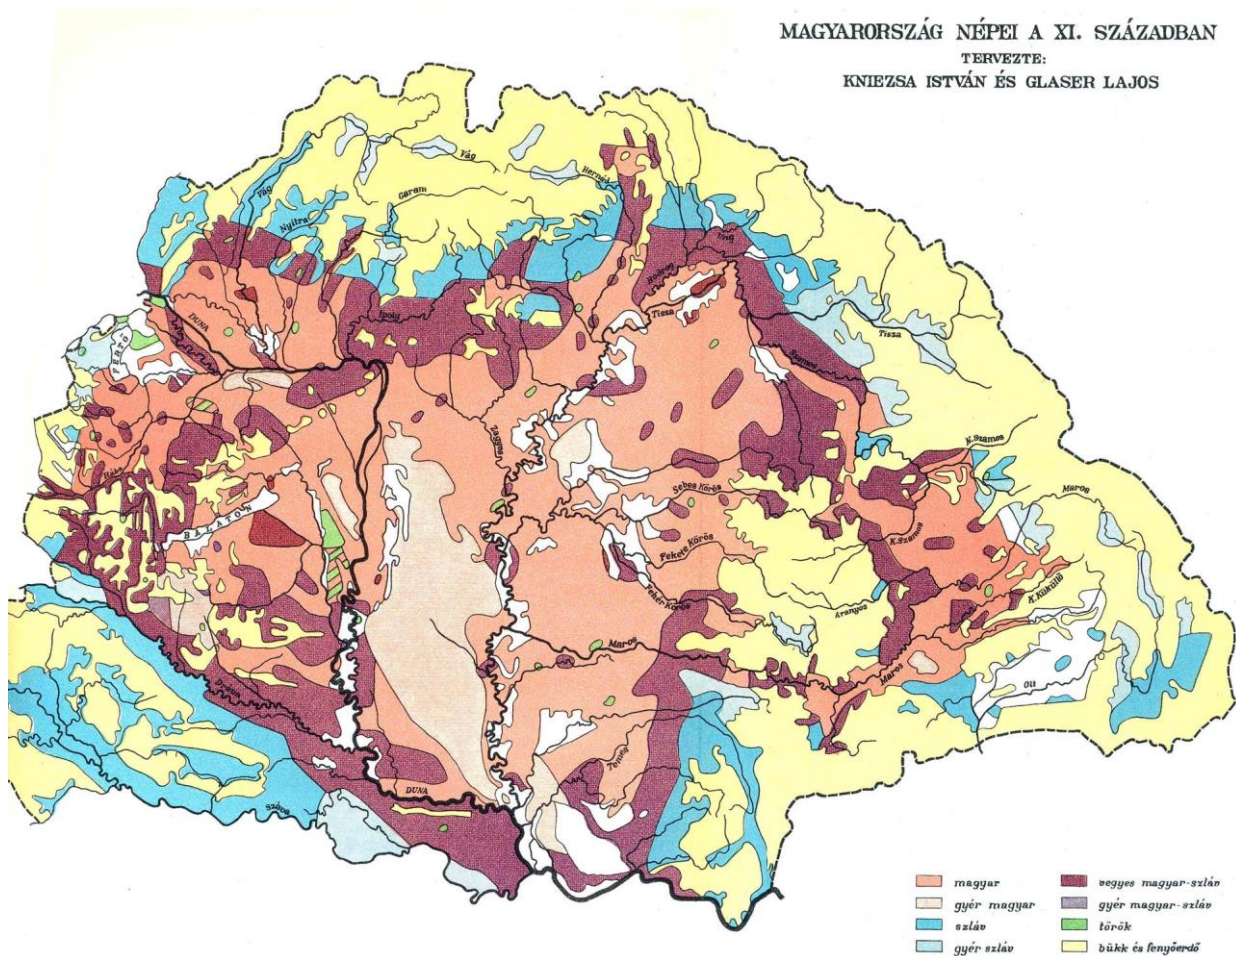 MAGYARORSZÁG NÉPEI A XI. SZÁZADBAN
TERVEZTE:
KNIEZSA ISTVÁN ÉS GLASER LAJOS
Vág
Vág
Hernád
Garam
Nyitra
Ung
Bodrog
Ipoly
Tisza
Tisza
DUNA
FERTŐ
Szamos
Zagyva
N. Szamos
Rába
Sebes Körös
Maros
BALATON
K. Szamos
Fekete Körös
Fehér Körös
K. Küküllő
Aranyos
Maros
Maros
Olt
Dráva
Temes
DUNA
Száva
magyar
gyér magyar
szláv
gyér szláv
vegyes magyar-szláv
gyér magyar-szláv
török
bükk és fenyőerdő